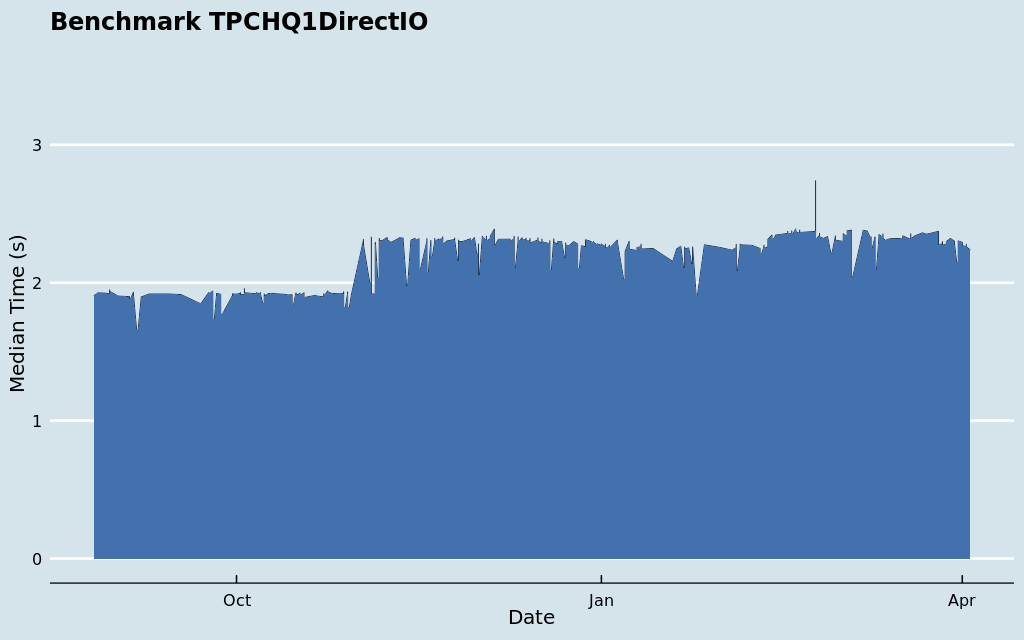 Benchmark TPCHQ1DirectIO
Median Time (s)
3
2
1
0
Oct
Jan
Apr
Date